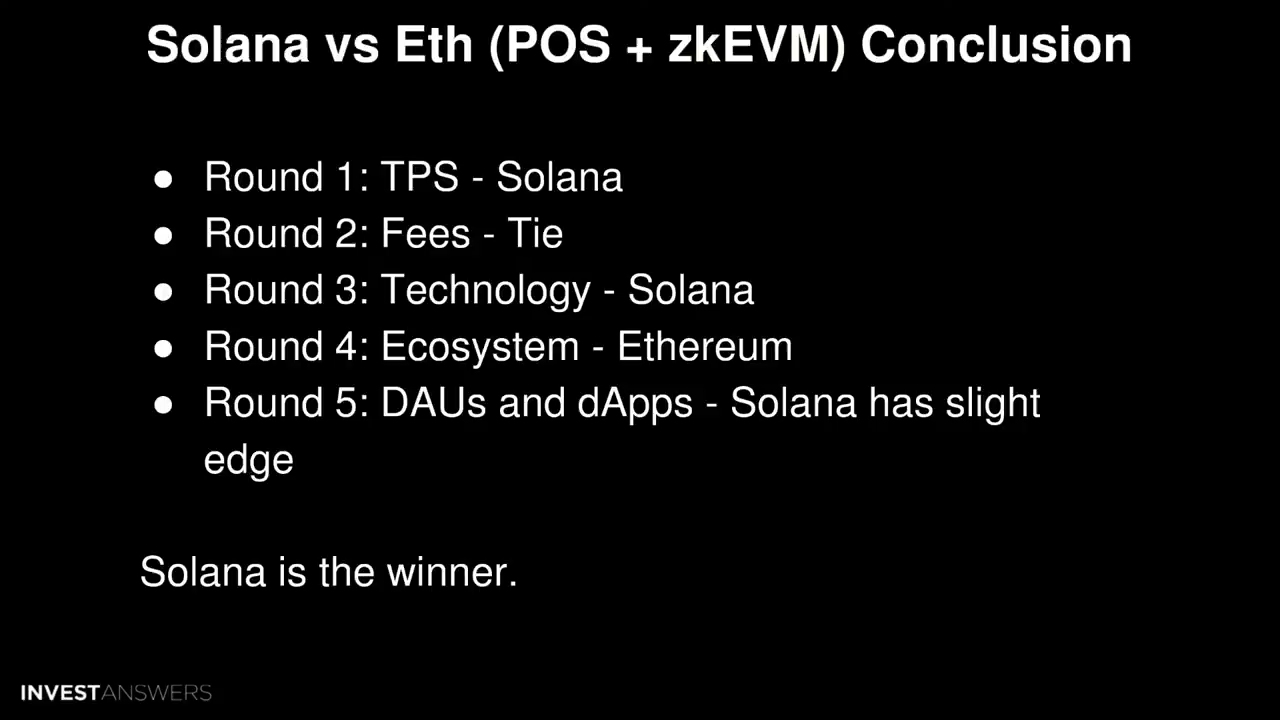 Solana vs Eth (POS + zkEVM) Conclusion
● Round 1: TPS - Solana
● Round 2: Fees - Tie
● Round 3: Technology - Solana
● Round 4: Ecosystem - Ethereum
● Round 5: DAUs and dApps - Solana has slight
edge
Solana is the winner.
INVESTANSWERS